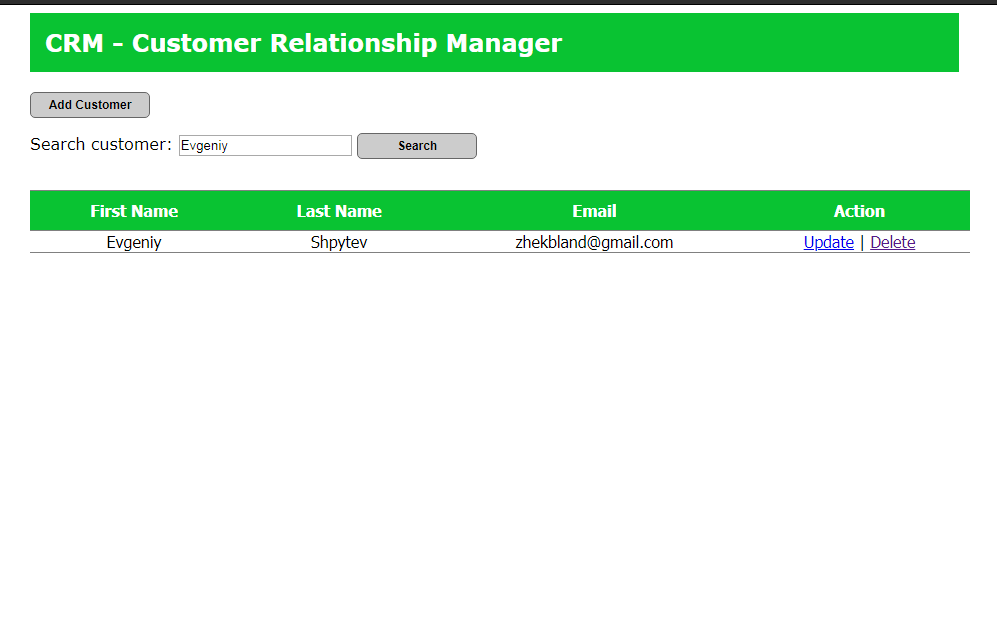 CRM - Customer Relationship Manager
Add Customer
Search customer: Evgeniy Search
First Name Last Name Email Action
Evgeniy Shpytev zhekbland@gmail.com Update | Delete